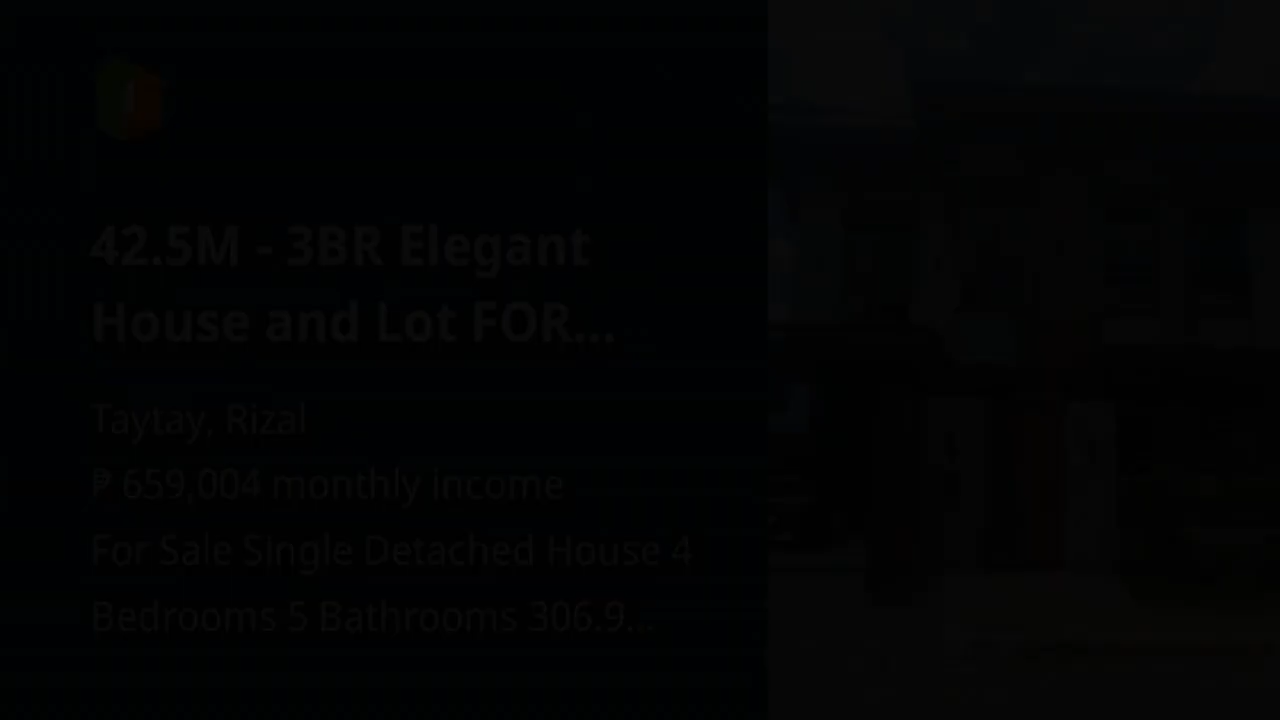 42.5M - 3BR Elegant
House and Lot FOR...
Taytay, Rizal
₱ 659,004 monthly income
For Sale Single Detached House 4
Bedrooms 5 Bathrooms 306.9...